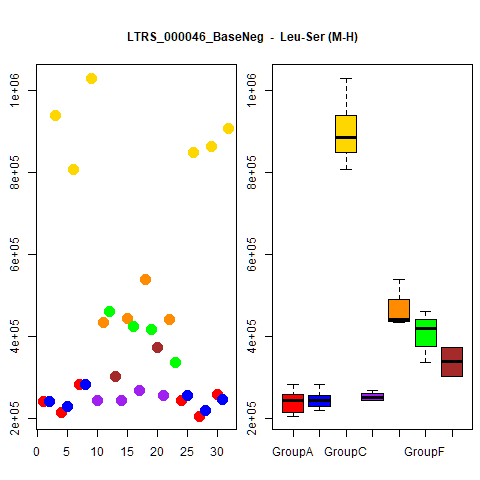 LTRS_000046_BaseNeg - Leu-Ser (M-H)
1e+06
8e+05
6e+05
4e+05
2e+05
0 5 10 15 20 25 30
1e+06
8e+05
6e+05
4e+05
2e+05
GroupA GroupC GroupF